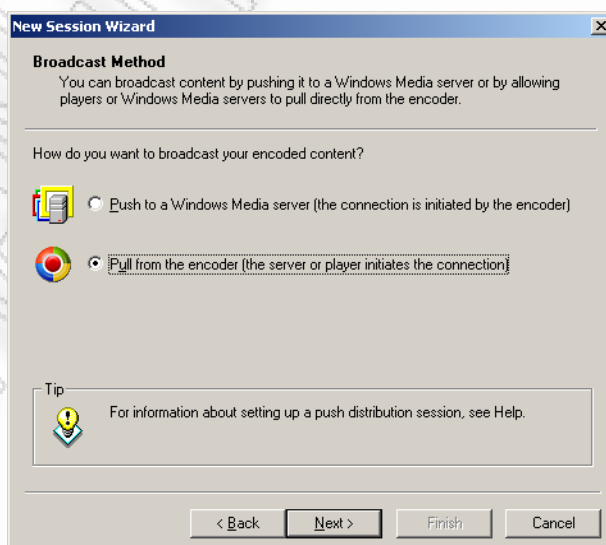 New Session Wizard
Broadcast Method
You can broadcast content by pushing it to a Windows Media server or by allowing
players or Windows Media servers to pull directly from the encoder.
How do you want to broadcast your encoded content?
Push to a Windows Media server (the connection is initiated by the encoder)
Pull from the encoder (the server or player initiates the connection)
Tip
For information about setting up a push distribution session, see Help.
< Back Next > Finish Cancel